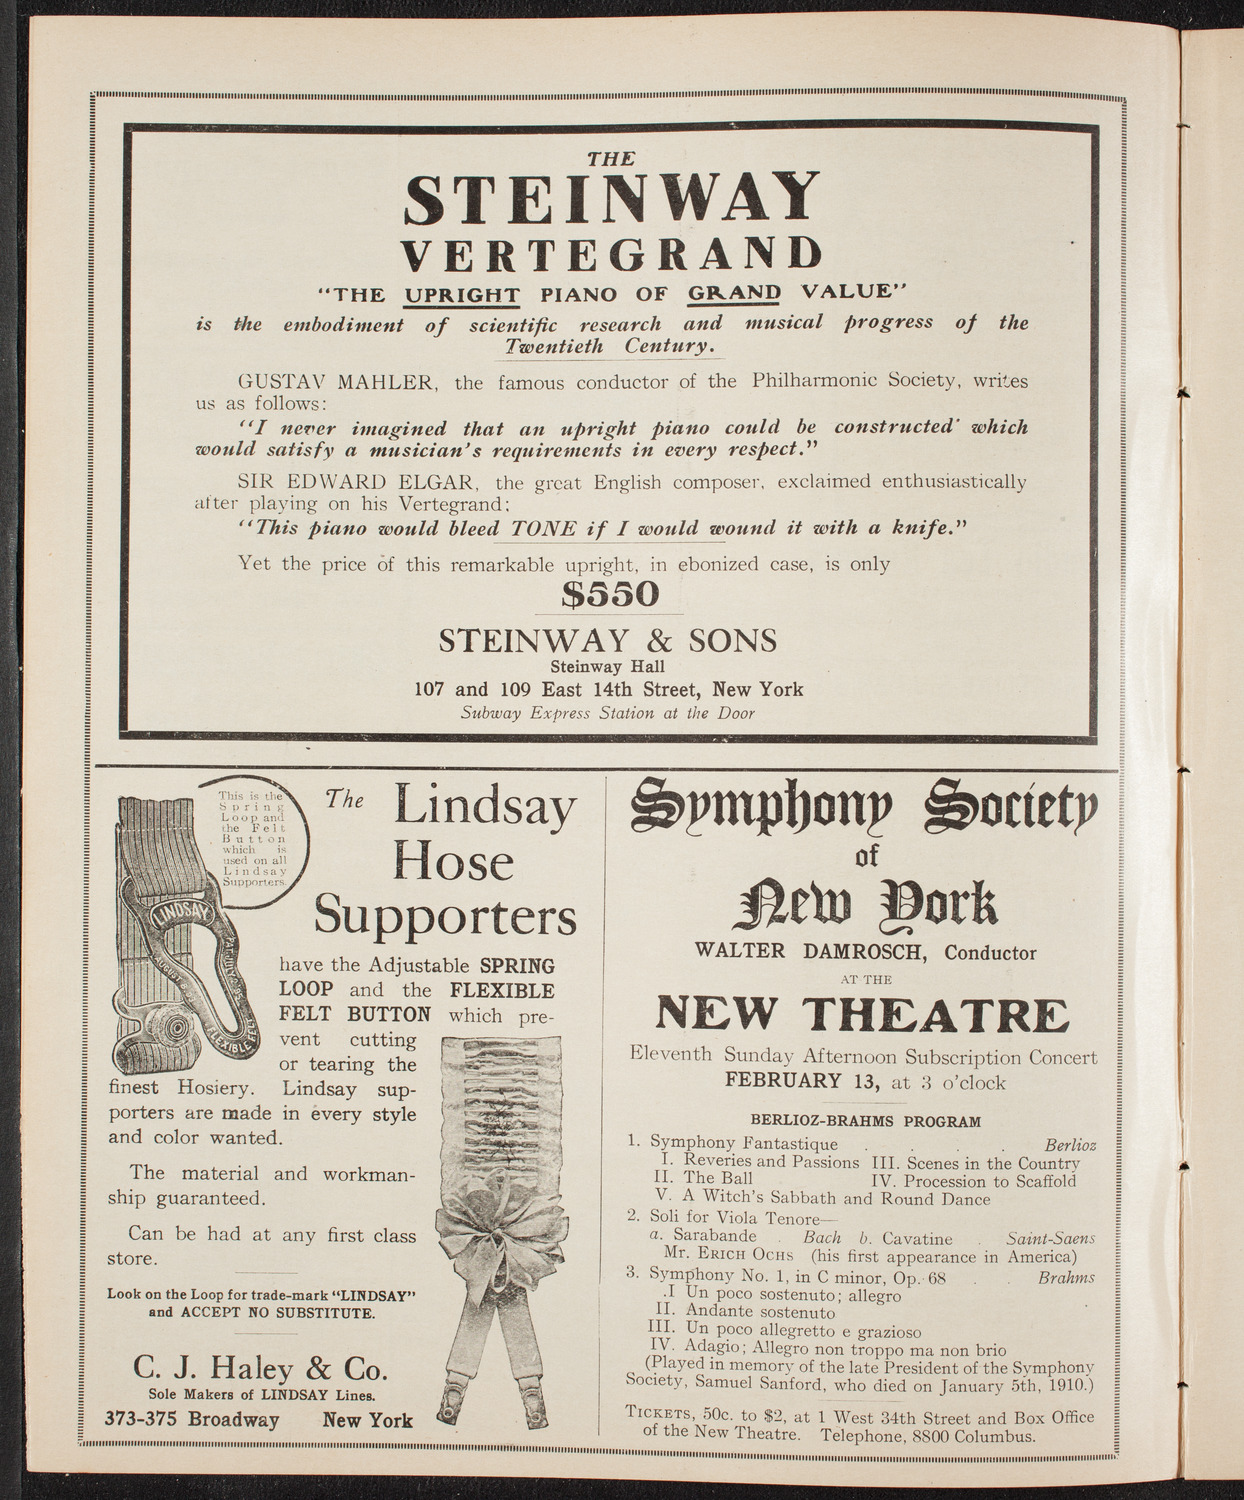 THE
STEINWAY
VERTEGRAND
"THE UPRIGHT PIANO OF GRAND VALUE"
is the embodiment of scientific research and musical progress of the
Twentieth Century.
GUSTAV MAHLER, the famous conductor of the Philharmonic Society, writes
us as follows:
"I never imagined that an upright piano could be constructed which
would satisfy a musician's requirements in every respect."
SIR EDWARD ELGAR, the great English composer, exclaimed enthusiastically
after playing on his Vertegrand:
"This piano would bleed TONE if I would wound it with a knife."
Yet the price of this remarkable upright, in ebonized case, is only
$550
STEINWAY & SONS
Steinway Hall
107 and 109 East 14th Street, New York
Subway Express Station at the Door
This is the
Spring
Loop and
the Felt
Button
which is
used on all
Lindsay
Supporters.
LINDSAY
FLEXIBLE
The Lindsay
Hose
Supporters
have the Adjustable SPRING
LOOP and the FLEXIBLE
FELT BUTTON which pre-
vent cutting
or tearing the
finest Hosiery. Lindsay sup-
porters are made in every style
and color wanted.
The material and workman-
ship guaranteed.
Can be had at any first class
store.
Look on the Loop for trade-mark "LINDSAY"
and ACCEPT NO SUBSTITUTE.
C. J. Haley & Co.
Sole Makers of LINDSAY Lines.
373-375 Broadway New York
Symphony Society
of
New York
WALTER DAMROSCH, Conductor
AT THE
NEW THEATRE
Eleventh Sunday Afternoon Subscription Concert
FEBRUARY 13, at 3 o'clock
BERLIOZ-BRAHMS PROGRAM
1. Symphony Fantastique . . . . Berlioz
I. Reveries and Passions III. Scenes in the Country
II. The Ball IV. Procession to Scaffold
V. A Witch's Sabbath and Round Dance
2. Soli for Viola Tenore—
a. Sarabande . Bach b. Cavatine . Saint-Saens
Mr. ERICH OCHS (his first appearance in America)
3. Symphony No. 1, in C minor, Op. 68 . . Brahms
.I Un poco sostenuto; allegro
II. Andante sostenuto
III. Un poco allegretto e grazioso
IV. Adagio; Allegro non troppo ma non brio
(Played in memory of the late President of the Symphony
Society, Samuel Sanford, who died on January 5th, 1910.)
TICKETS, 50c. to $2, at 1 West 34th Street and Box Office
of the New Theatre. Telephone, 8800 Columbus.